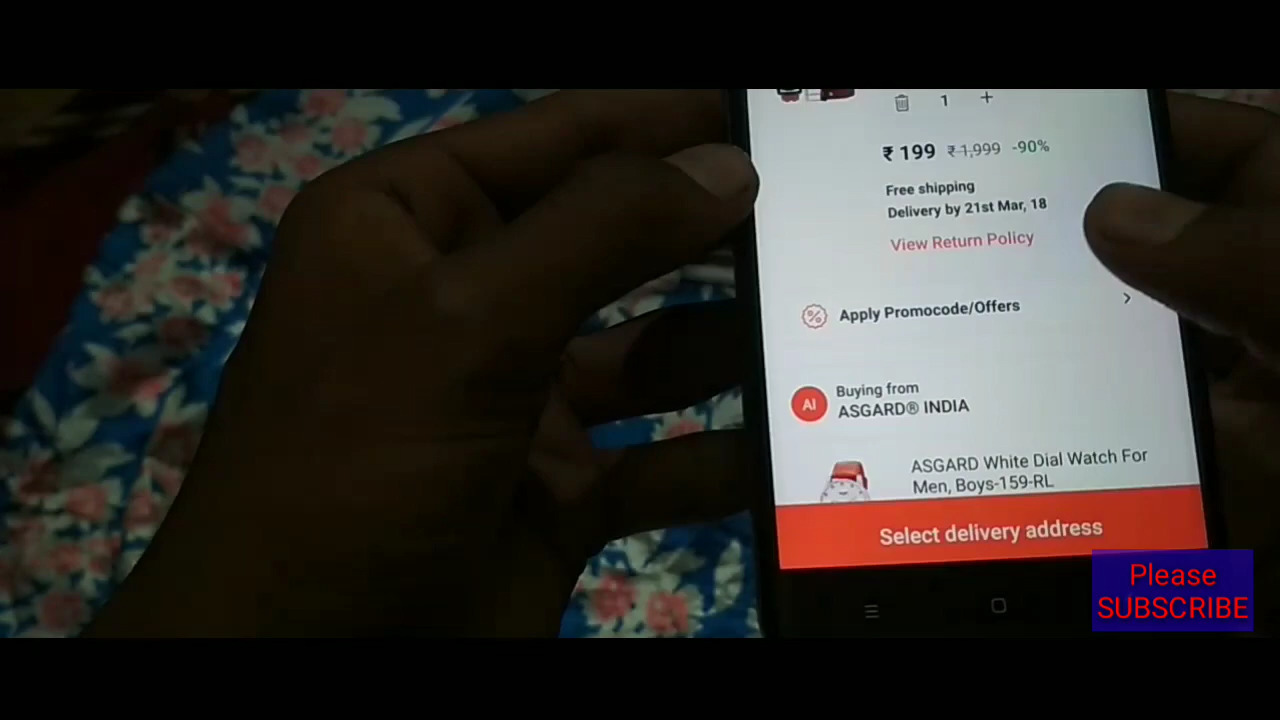 1 +
₹ 199 ₹ 1,999 -90%
Free shipping
Delivery by 21st Mar, 18
View Return Policy
Apply Promocode/Offers
Buying from
AI
ASGARD® INDIA
ASGARD White Dial Watch For
Men, Boys-159-RL
Select delivery address
Please
SUBSCRIBE